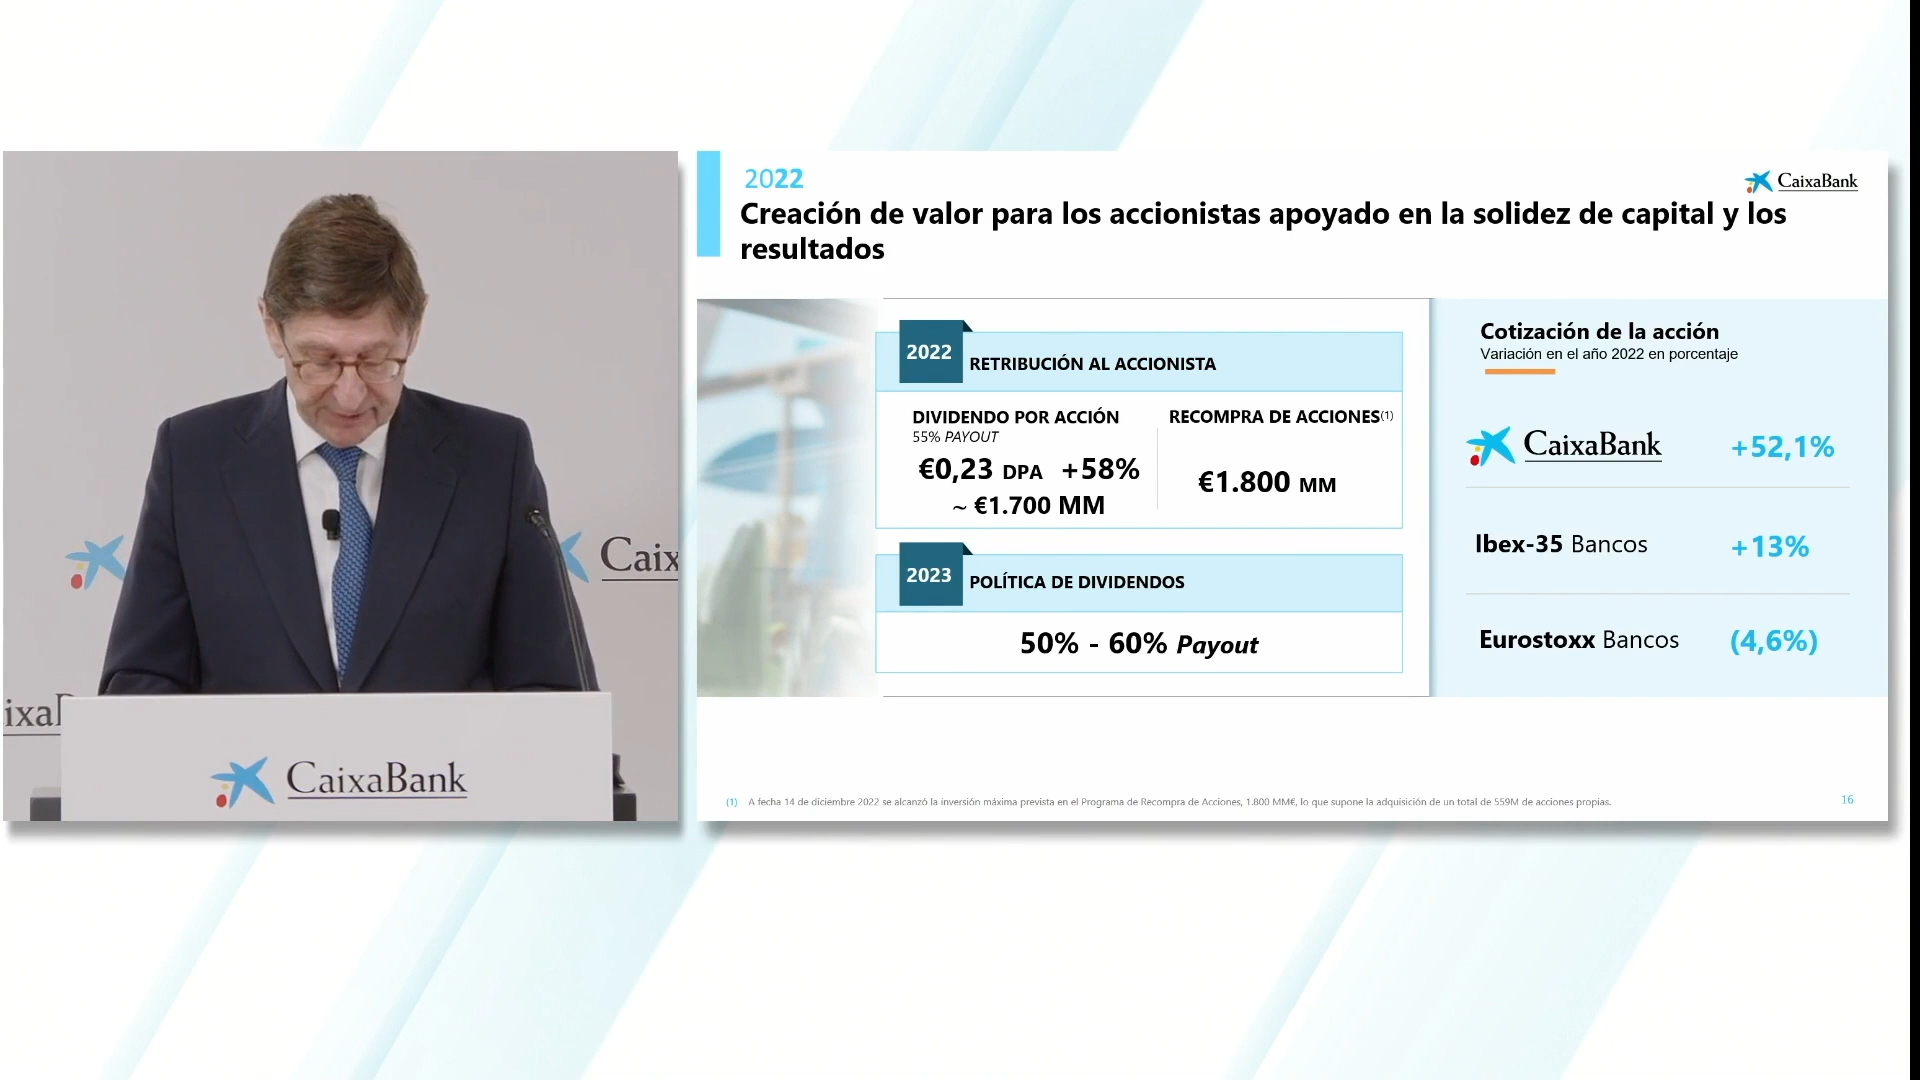 2022
CaixaBank
Creación de valor para los accionistas apoyado en la solidez de capital y los
resultados
2022
RETRIBUCIÓN AL ACCIONISTA
DIVIDENDO POR ACCIÓN
55% PAYOUT
€0,23 DPA +58%
~ €1.700 MM
RECOMPRA DE ACCIONES(1)
€1.800 MM
2023
POLÍTICA DE DIVIDENDOS
50% - 60% Payout
Cotización de la acción
Variación en el año 2022 en porcentaje
CaixaBank +52,1%
Ibex-35 Bancos +13%
Eurostoxx Bancos (4,6%)
(1) A fecha 14 de diciembre 2022 se alcanzó la inversión máxima prevista en el Programa de Recompra de Acciones, 1.800 MM€, lo que supone la adquisición de un total de 559M de acciones propias.
16
Caix
ixaB
CaixaBank